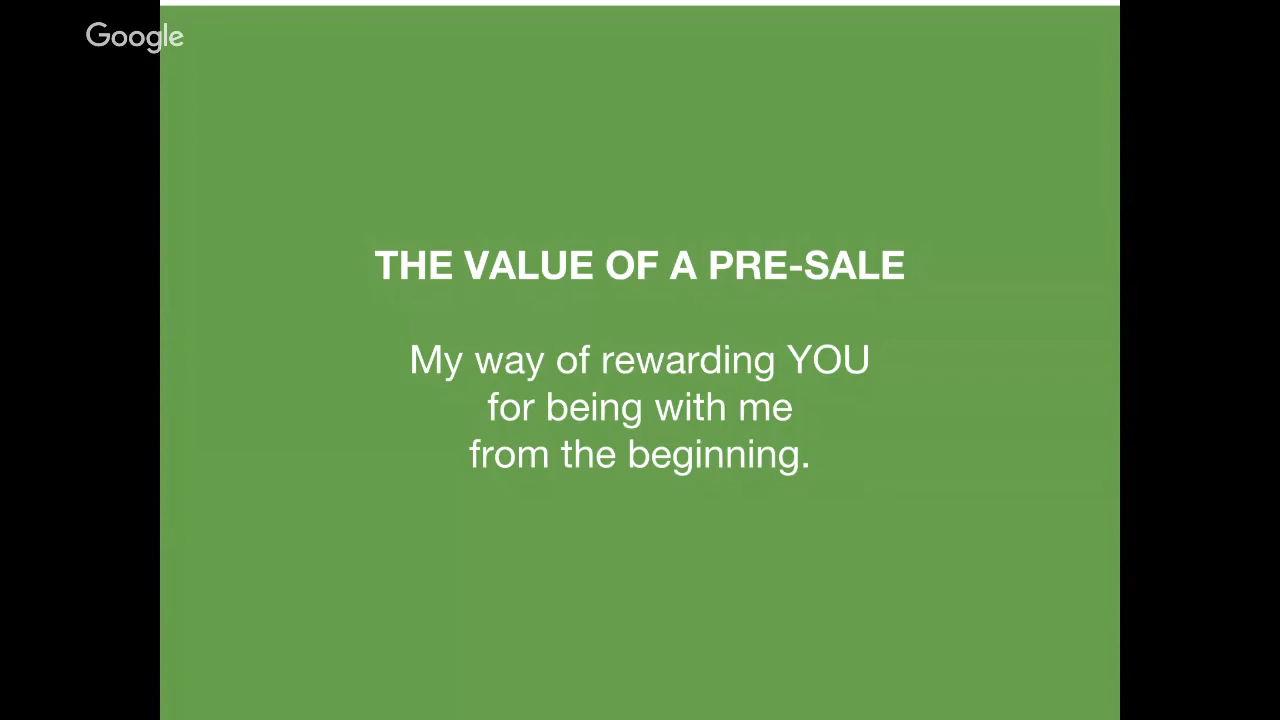 Google
THE VALUE OF A PRE-SALE
My way of rewarding YOU
for being with me
from the beginning.